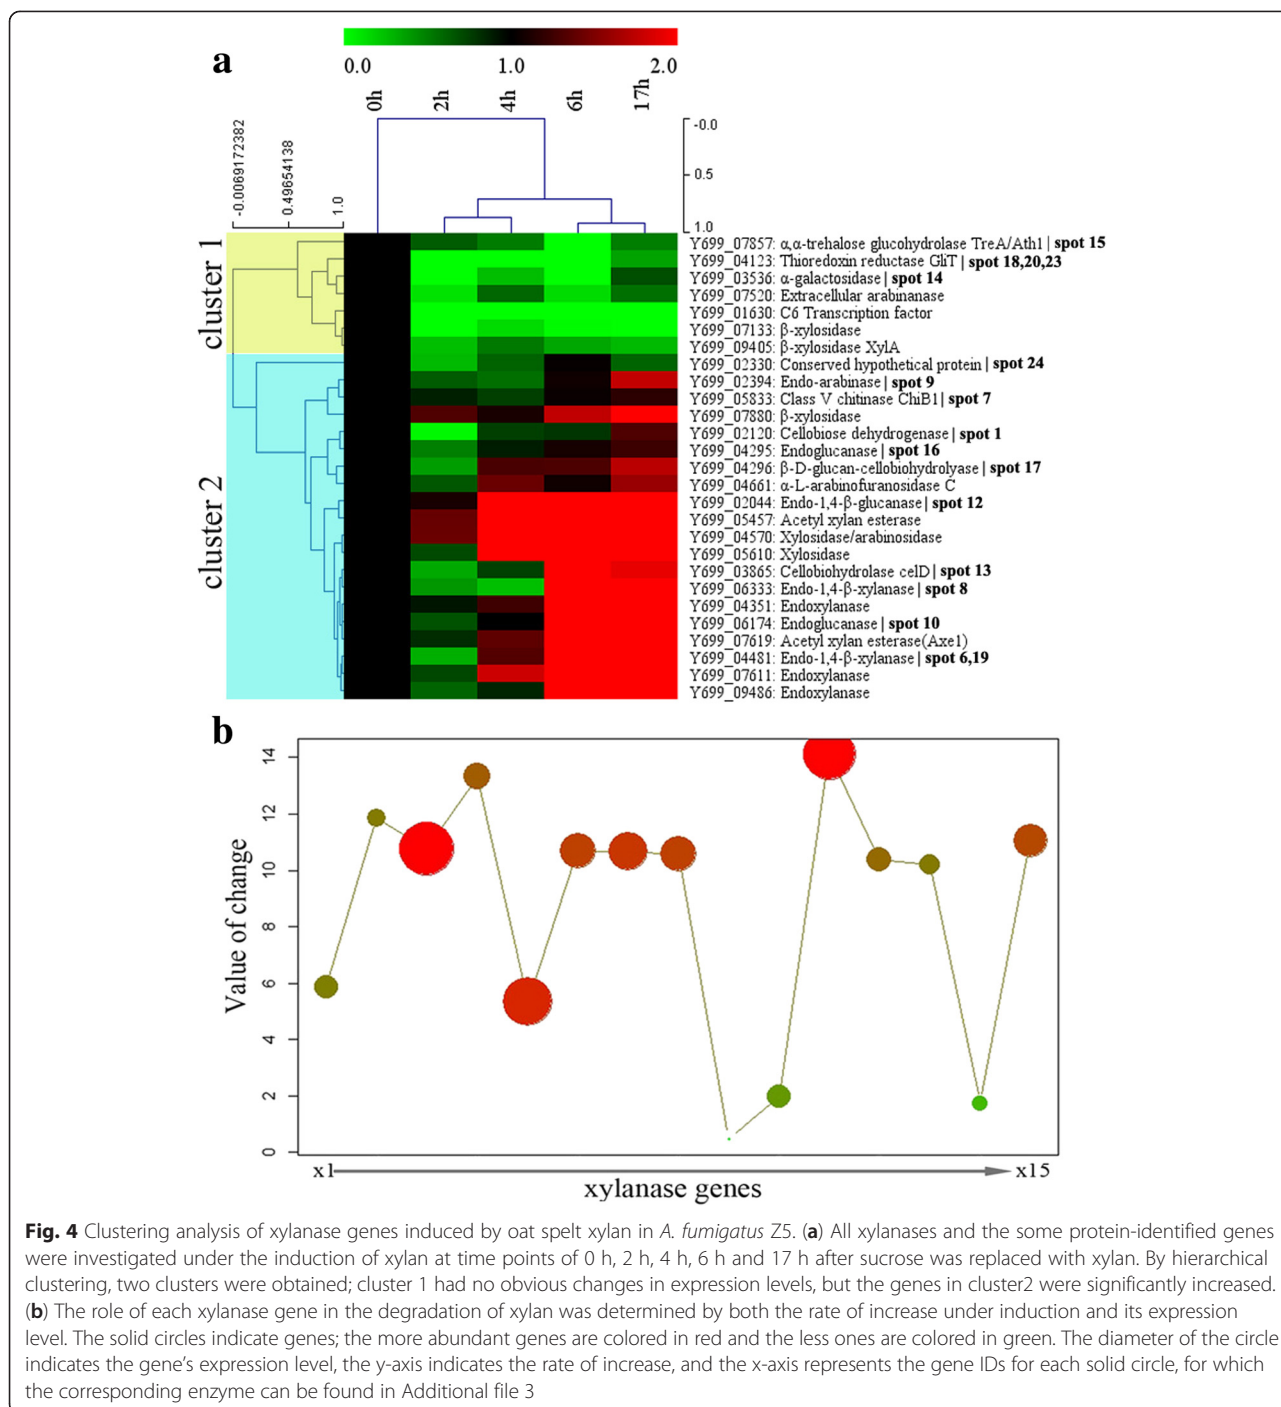 a
0.0 1.0 2.0
0h 2h 4h 6h 17h
-0.0069172382 0.49654138 1.0
-0.0
0.5
1.0
cluster 1
cluster 2
Y699_07857: α,α-trehalose glucohydrolase TreA/Ath1 | spot 15
Y699_04123: Thioredoxin reductase GliT | spot 18,20,23
Y699_03536: α-galactosidase | spot 14
Y699_07520: Extracellular arabinanase
Y699_01630: C6 Transcription factor
Y699_07133: β-xylosidase
Y699_09405: β-xylosidase XylA
Y699_02330: Conserved hypothetical protein | spot 24
Y699_02394: Endo-arabinase | spot 9
Y699_05833: Class V chitinase ChiB1 | spot 7
Y699_07880: β-xylosidase
Y699_02120: Cellobiose dehydrogenase | spot 1
Y699_04295: Endoglucanase | spot 16
Y699_04296: β-D-glucan-cellobiohydrolyase | spot 17
Y699_04661: α-L-arabinofuranosidase C
Y699_02044: Endo-1,4-β-glucanase | spot 12
Y699_05457: Acetyl xylan esterase
Y699_04570: Xylosidase/arabinosidase
Y699_05610: Xylosidase
Y699_03865: Cellobiohydrolase celD | spot 13
Y699_06333: Endo-1,4-β-xylanase | spot 8
Y699_04351: Endoxylanase
Y699_06174: Endoglucanase | spot 10
Y699_07619: Acetyl xylan esterase(Axe1)
Y699_04481: Endo-1,4-β-xylanase | spot 6,19
Y699_07611: Endoxylanase
Y699_09486: Endoxylanase
b
Value of change
14
12
10
8
6
4
2
0
x1 x15
xylanase genes
Fig. 4 Clustering analysis of xylanase genes induced by oat spelt xylan in A. fumigatus Z5. (a) All xylanases and the some protein-identified genes
were investigated under the induction of xylan at time points of 0 h, 2 h, 4 h, 6 h and 17 h after sucrose was replaced with xylan. By hierarchical
clustering, two clusters were obtained; cluster 1 had no obvious changes in expression levels, but the genes in cluster2 were significantly increased.
(b) The role of each xylanase gene in the degradation of xylan was determined by both the rate of increase under induction and its expression
level. The solid circles indicate genes; the more abundant genes are colored in red and the less ones are colored in green. The diameter of the circle
indicates the gene's expression level, the y-axis indicates the rate of increase, and the x-axis represents the gene IDs for each solid circle, for which
the corresponding enzyme can be found in Additional file 3